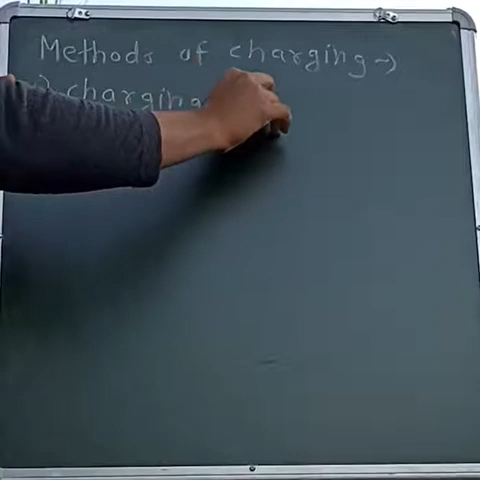 Methods of charging →
1) charging